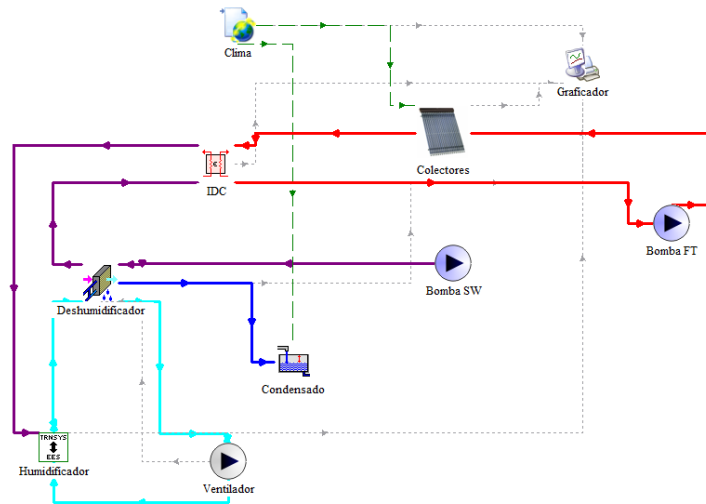 Clima
Graficador
Colectores
IDC
Bomba FT
Bomba SW
Deshumidificador
Condensado
TRNSYS
EES
Humidificador
Ventilador